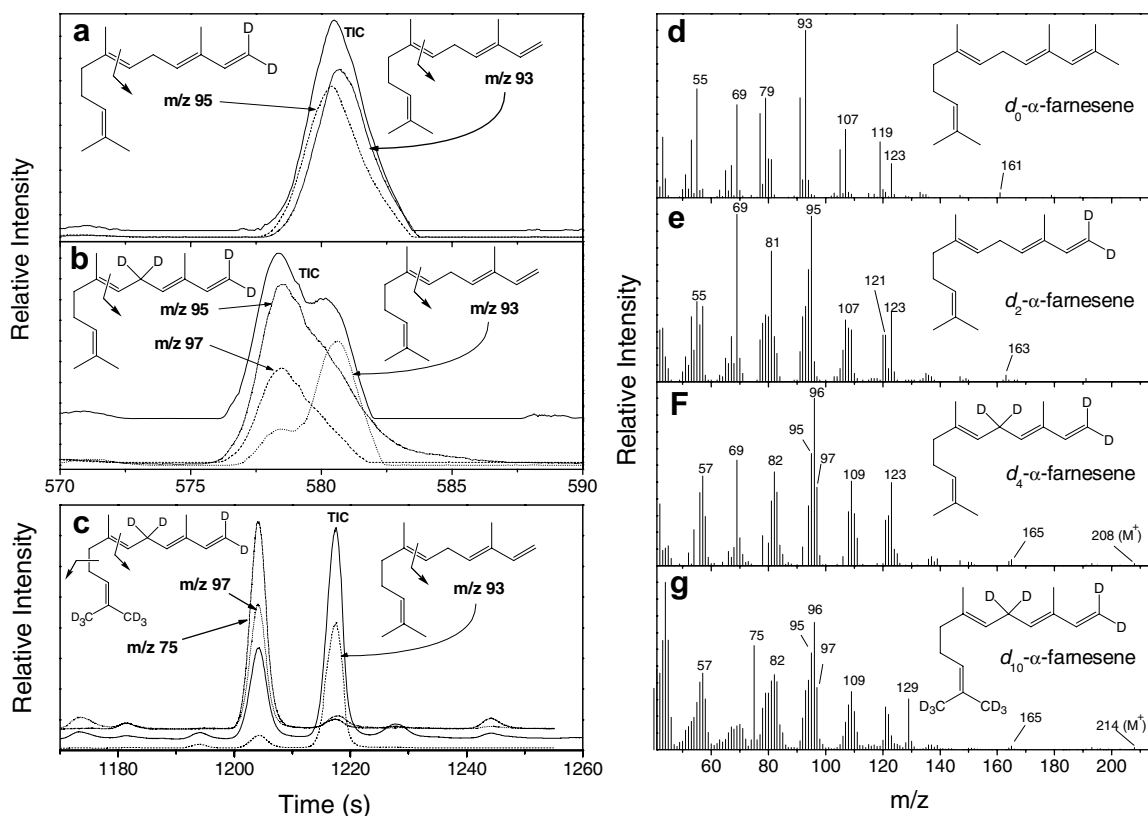 a
D
D
TIC
m/z 95
m/z 93
b
D D
D
D
TIC
m/z 95
m/z 97
m/z 93
570 575 580 585 590
c
D D
D
D
TIC
m/z 97
m/z 75
m/z 93
D3C CD3
1180 1200 1220 1240 1260
Time (s)
Relative Intensity
Relative Intensity
d
93
55
69
79
107
119
123
161
d0-α-farnesene
e
69
95
81
55
121
107
123
163
D
D
d2-α-farnesene
F
96
95
97
57
69
82
109
123
165
208 (M+)
D D
D
D
d4-α-farnesene
g
96
95
97
75
57
82
109
129
165
214 (M+)
D D
D
D
d10-α-farnesene
D3C CD3
60 80 100 120 140 160 180 200
m/z
Relative Intensity